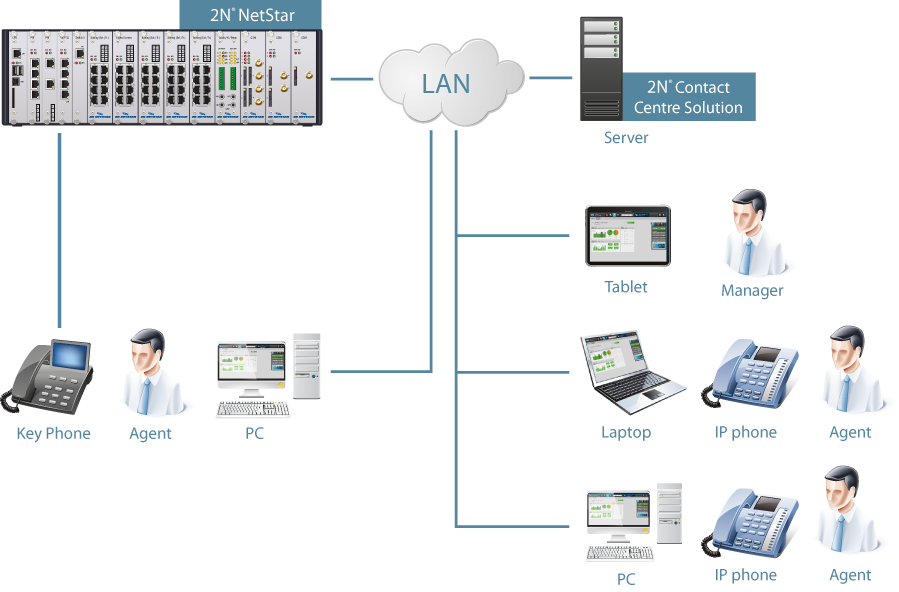 2N® NetStar
LAN
2N® Contact
Centre Solution
Server
Tablet
Manager
Key Phone
Agent
PC
Laptop
IP phone
Agent
PC
IP phone
Agent